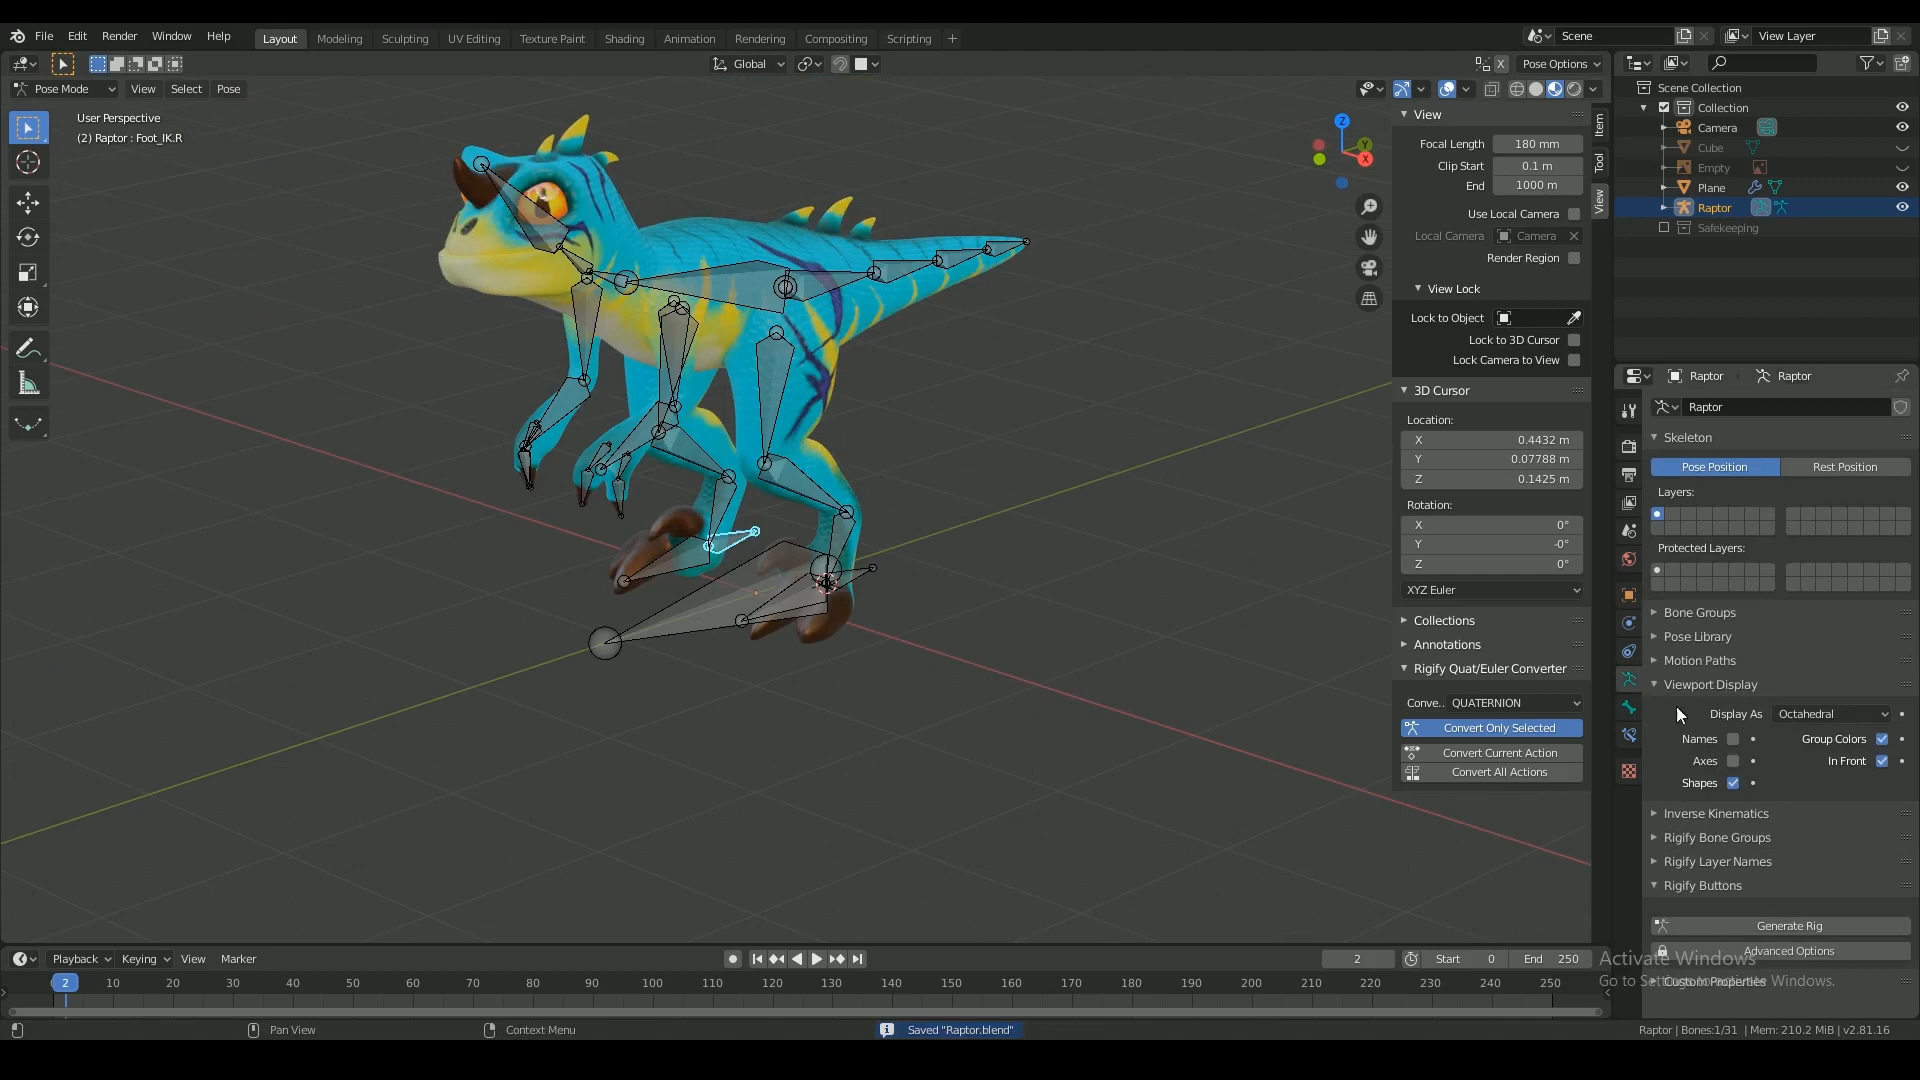 File Edit Render Window Help
Layout Modeling Sculpting UV Editing Texture Paint Shading Animation Rendering Compositing Scripting +
Scene
View Layer
Global
X
Pose Options
Pose Mode View Select Pose
User Perspective
(2) Raptor : Foot_IK.R
Z
Y
X
View
Focal Length 180 mm
Clip Start 0.1 m
End 1000 m
Use Local Camera
Local Camera Camera
Render Region
View Lock
Lock to Object
Lock to 3D Cursor
Lock Camera to View
3D Cursor
Location:
X 0.4432 m
Y 0.07788 m
Z 0.1425 m
Rotation:
X 0°
Y -0°
Z 0°
XYZ Euler
Collections
Annotations
Rigify Quat/Euler Converter
Conve.. QUATERNION
Convert Only Selected
Convert Current Action
Convert All Actions
Item
Tool
View
Scene Collection
Collection
Camera
Cube
Empty
Plane
Raptor
Safekeeping
Raptor Raptor
Raptor
Skeleton
Pose Position Rest Position
Layers:
Protected Layers:
Bone Groups
Pose Library
Motion Paths
Viewport Display
Display As Octahedral
Names Group Colors
Axes In Front
Shapes
Inverse Kinematics
Rigify Bone Groups
Rigify Layer Names
Rigify Buttons
Generate Rig
Advanced Options
Activate Windows
Custom Properties
Go to Settings to activate Windows.
Playback Keying View Marker
2
Start 0
End 250
2 10 20 30 40 50 60 70 80 90 100 110 120 130 140 150 160 170 180 190 200 210 220 230 240 250
Pan View
Context Menu
Saved "Raptor.blend"
Raptor | Bones:1/31 | Mem: 210.2 MiB | v2.81.16